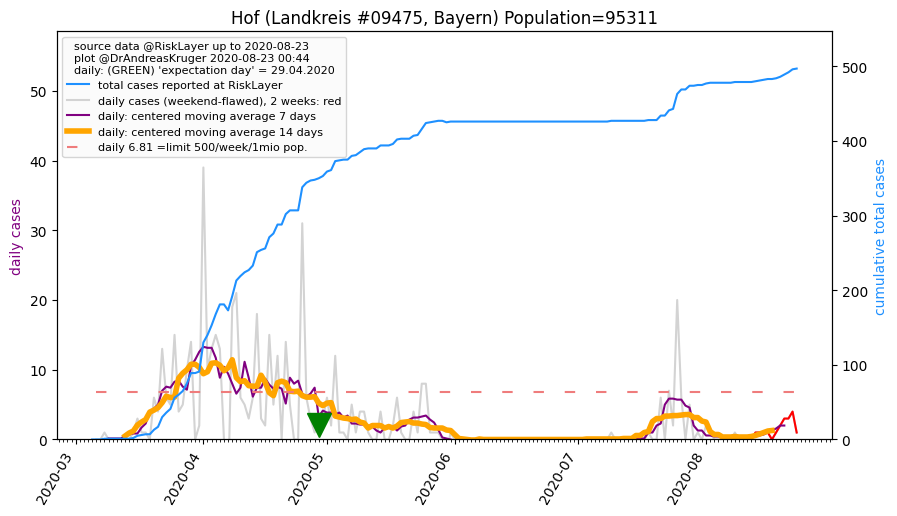 Hof (Landkreis #09475, Bayern) Population=95311
source data @RiskLayer up to 2020-08-23
plot @DrAndreasKruger 2020-08-23 00:44
daily: (GREEN) 'expectation day' = 29.04.2020
total cases reported at RiskLayer
daily cases (weekend-flawed), 2 weeks: red
daily: centered moving average 7 days
daily: centered moving average 14 days
daily 6.81 =limit 500/week/1mio pop.
daily cases
50
40
30
20
10
0
cumulative total cases
500
400
300
200
100
0
2020-03
2020-04
2020-05
2020-06
2020-07
2020-08